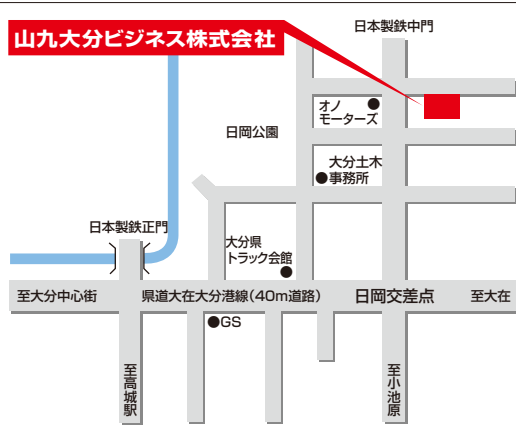 日本製鉄中門
山九大分ビジネス株式会社
オノ
モーターズ
日岡公園
大分土木
事務所
日本製鉄正門
大分県
トラック会館
至大分中心街
県道大在大分港線(40m道路)
日岡交差点
至大在
GS
至高城駅
至小池原